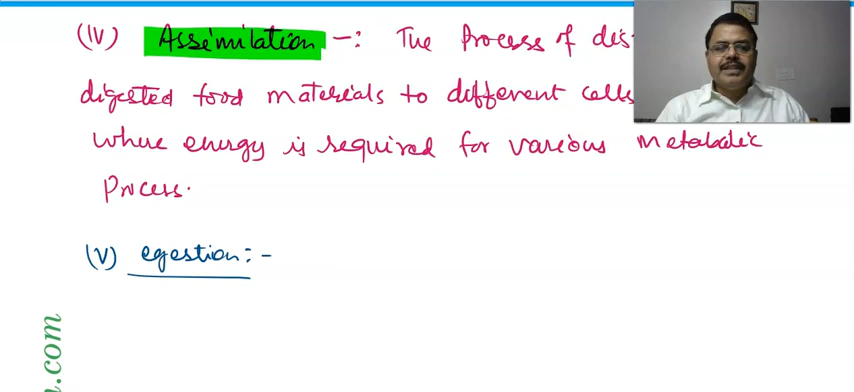 (IV) Assimilation -: The Process of dis
digested food materials to different cells
where energy is required for various metabolic
Process.
(V) egestion:-
.com